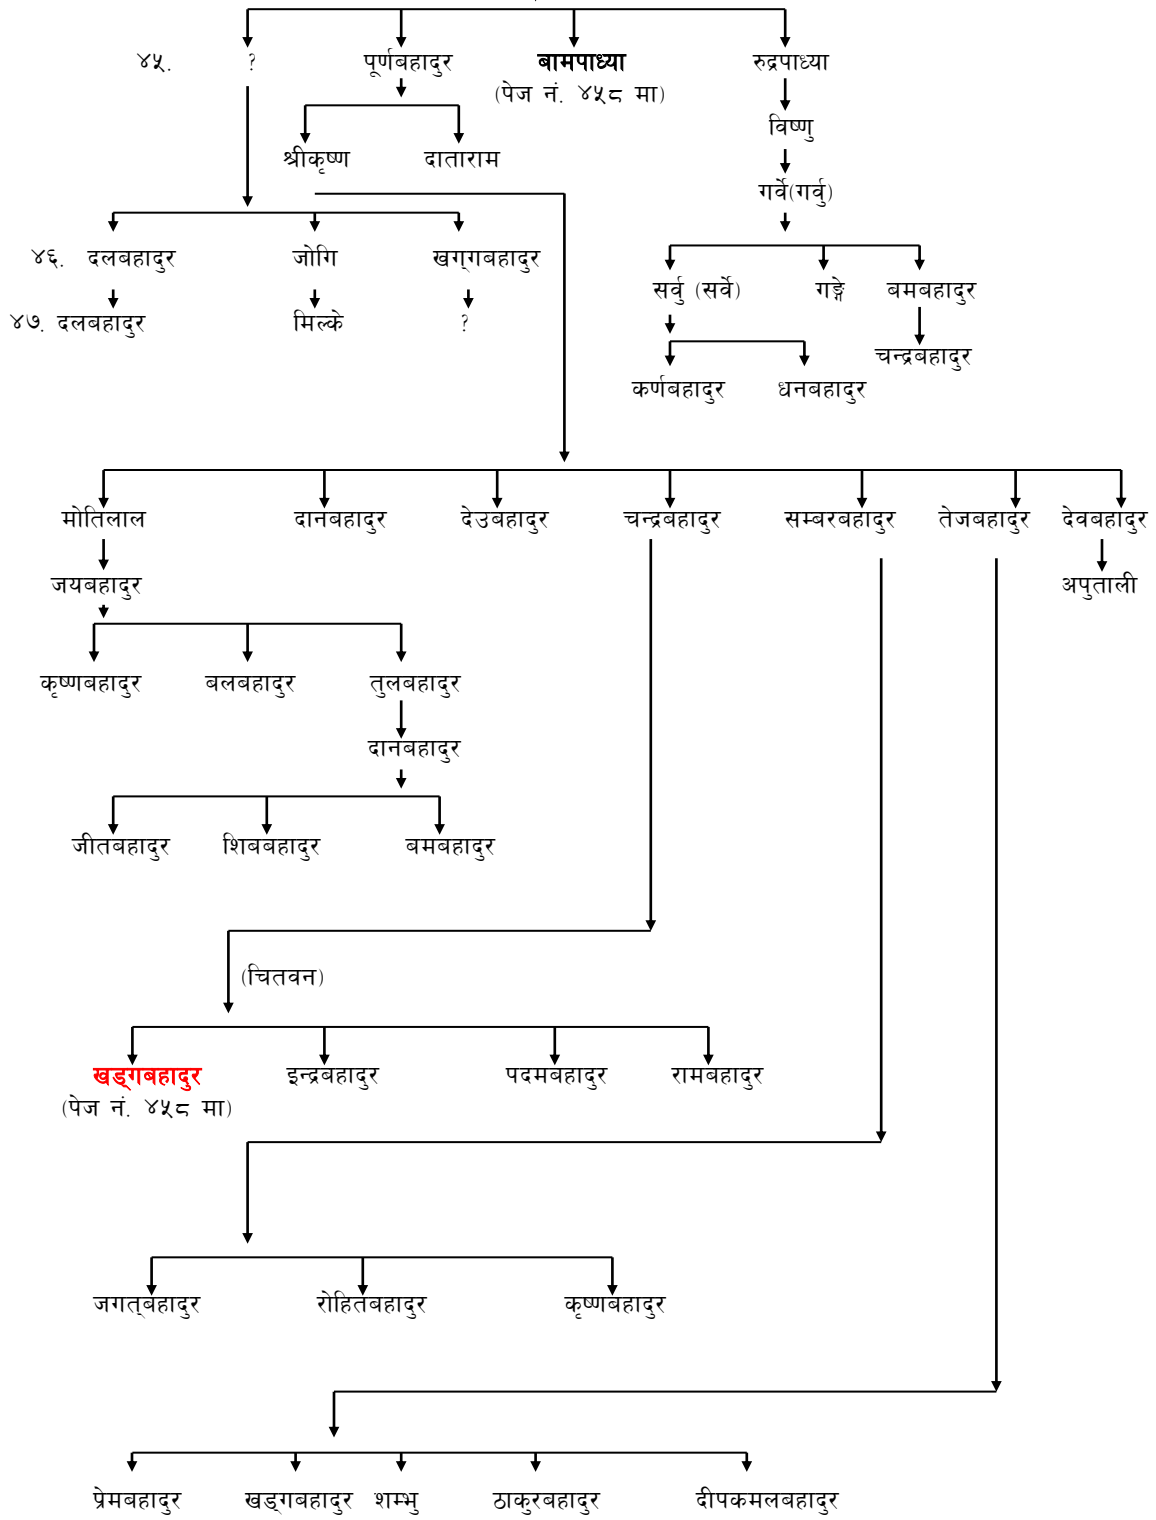 ४५. ? पूर्णबहादुर बामपाध्या रुद्रपाध्या
(पेज नं. ४५८ मा)
विष्णु
श्रीकृष्ण दाताराम
गर्वे(गर्वु)
४६. दलबहादुर जोगि खग्गबहादुर
सर्वु (सर्वे) गङ्गे बमबहादुर
४७. दलबहादुर मिल्के ?
चन्द्रबहादुर
कर्णबहादुर धनबहादुर
मोतिलाल दानबहादुर देउबहादुर चन्द्रबहादुर सम्बरबहादुर तेजबहादुर देवबहादुर
जयबहादुर अपुताली
कृष्णबहादुर बलबहादुर तुलबहादुर
दानबहादुर
जीतबहादुर शिबबहादुर बमबहादुर
(चितवन)
खड्गबहादुर इन्द्रबहादुर पदमबहादुर रामबहादुर
(पेज नं. ४५८ मा)
जगत्बहादुर रोहितबहादुर कृष्णबहादुर
प्रेमबहादुर खड्गबहादुर शम्भु ठाकुरबहादुर दीपकमलबहादुर